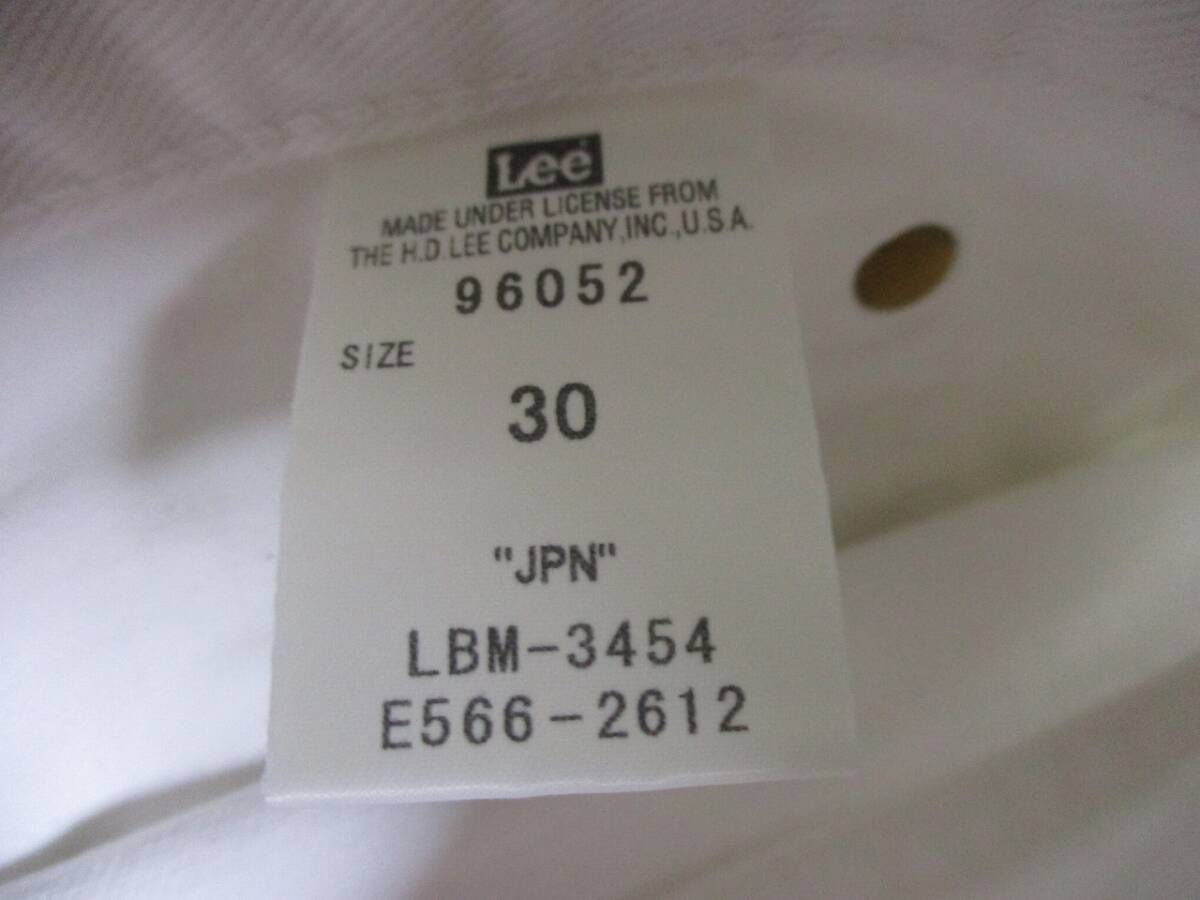 Lee
MADE UNDER LICENSE FROM
THE H.D.LEE COMPANY,INC.,U.S.A.
96052
SIZE
30
"JPN"
LBM-3454
E566-2612